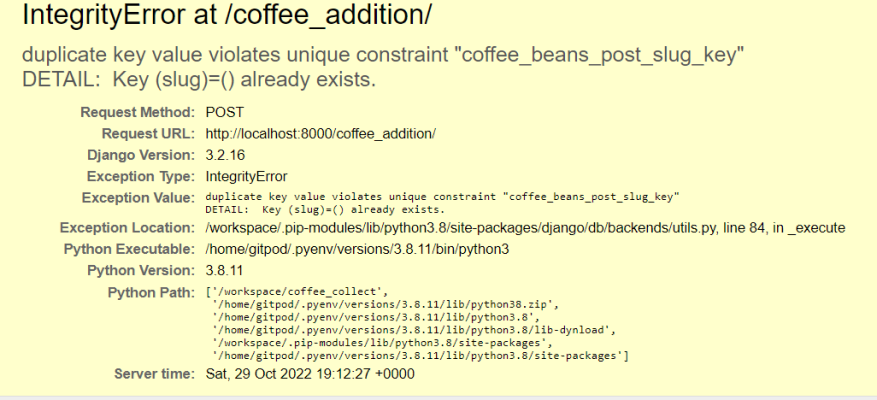 IntegrityError at /coffee_addition/
duplicate key value violates unique constraint "coffee_beans_post_slug_key"
DETAIL:  Key (slug)=() already exists.
Request Method: POST
Request URL: http://localhost:8000/coffee_addition/
Django Version: 3.2.16
Exception Type: IntegrityError
Exception Value: duplicate key value violates unique constraint "coffee_beans_post_slug_key"
DETAIL:  Key (slug)=() already exists.
Exception Location: /workspace/.pip-modules/lib/python3.8/site-packages/django/db/backends/utils.py, line 84, in _execute
Python Executable: /home/gitpod/.pyenv/versions/3.8.11/bin/python3
Python Version: 3.8.11
Python Path: ['/workspace/coffee_collect',
'/home/gitpod/.pyenv/versions/3.8.11/lib/python38.zip',
'/home/gitpod/.pyenv/versions/3.8.11/lib/python3.8',
'/home/gitpod/.pyenv/versions/3.8.11/lib/python3.8/lib-dynload',
'/workspace/.pip-modules/lib/python3.8/site-packages',
'/home/gitpod/.pyenv/versions/3.8.11/lib/python3.8/site-packages']
Server time: Sat, 29 Oct 2022 19:12:27 +0000